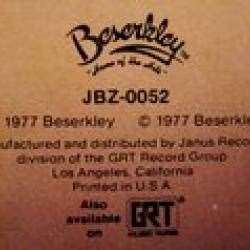 Beserkley
"Home of the Hits"
JBZ-0052
1977 Beserkley © 1977 Beserkley
ufactured and distributed by Janus Recor
division of the GRT Record Group
Los Angeles, California
Printed in U.S.A
Also
available
on
GRT